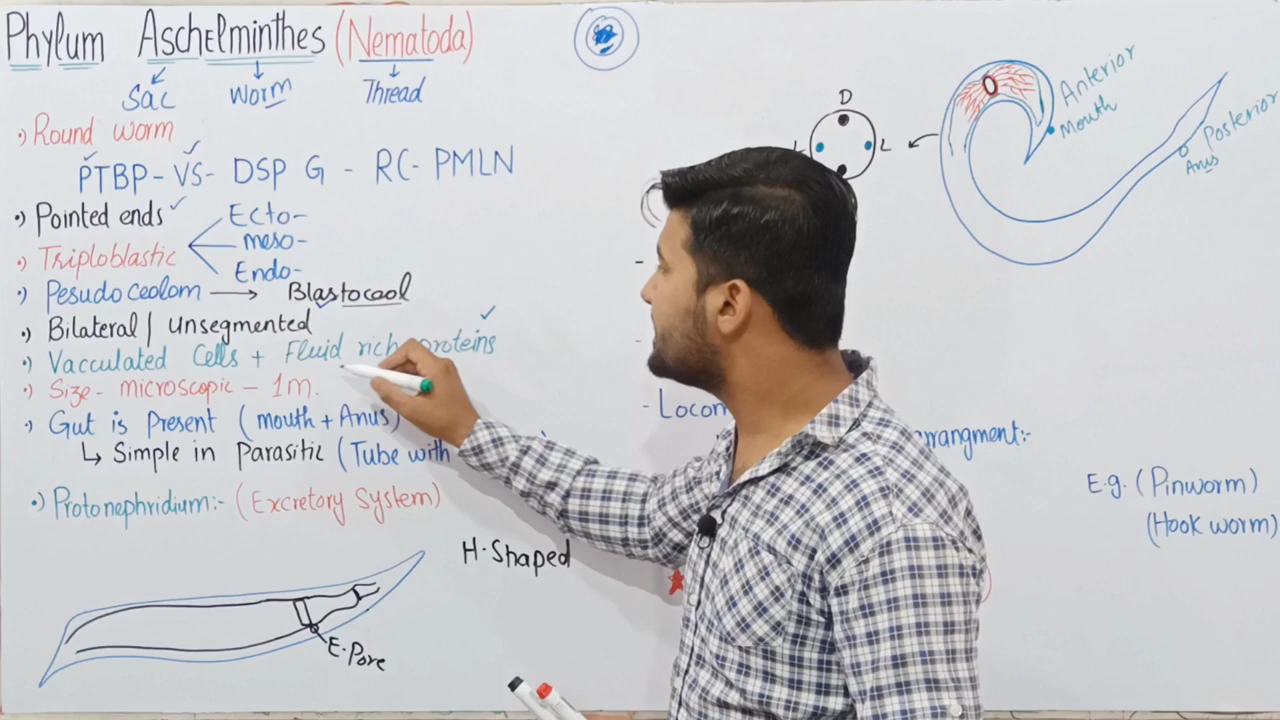 Phylum Aschelminthes (Nematoda)
Sac Worm Thread
·) Round worm
PTBP - VS - DSP G - RC - PMLN
·) Pointed ends
·) Triploblastic
Ecto-
meso-
Endo-
·) Pesudoceolom → Blastocool
·) Bilateral / Unsegmented
·) Vacculated Cells + Fluid rich proteins
·) Size - microscopic - 1m.
·) Gut is Present (mouth + Anus)
↳ Simple in Parasitic (Tube with
·) Protonephridium:- (Excretory System)
H-Shaped
E. Pore
D
L L
Anterior
Mouth
Posterior
Anus
- Locom
rrangment:-
E.g. (Pinworm)
(Hook worm)